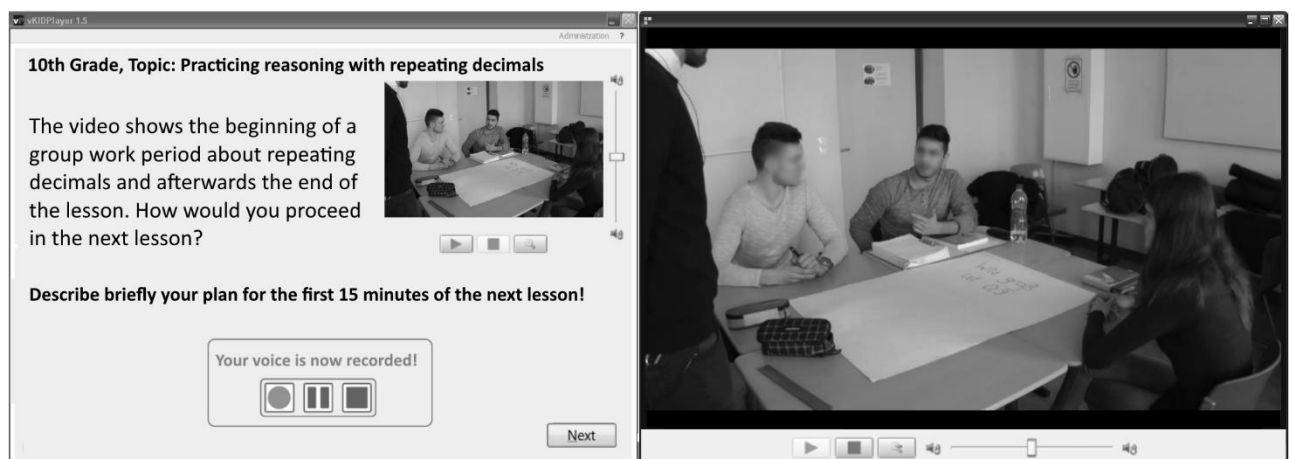 vKIDPlayer 1.5
Administration ?
10th Grade, Topic: Practicing reasoning with repeating decimals
The video shows the beginning of a
group work period about repeating
decimals and afterwards the end of
the lesson. How would you proceed
in the next lesson?
Describe briefly your plan for the first 15 minutes of the next lesson!
Your voice is now recorded!
Next